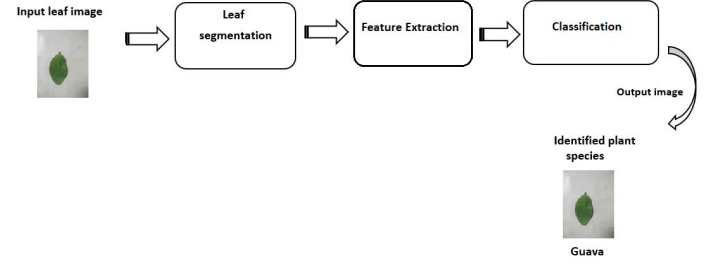 Input leaf image
Leaf
segmentation
Feature Extraction
Classification
Output image
Identified plant
species
Guava